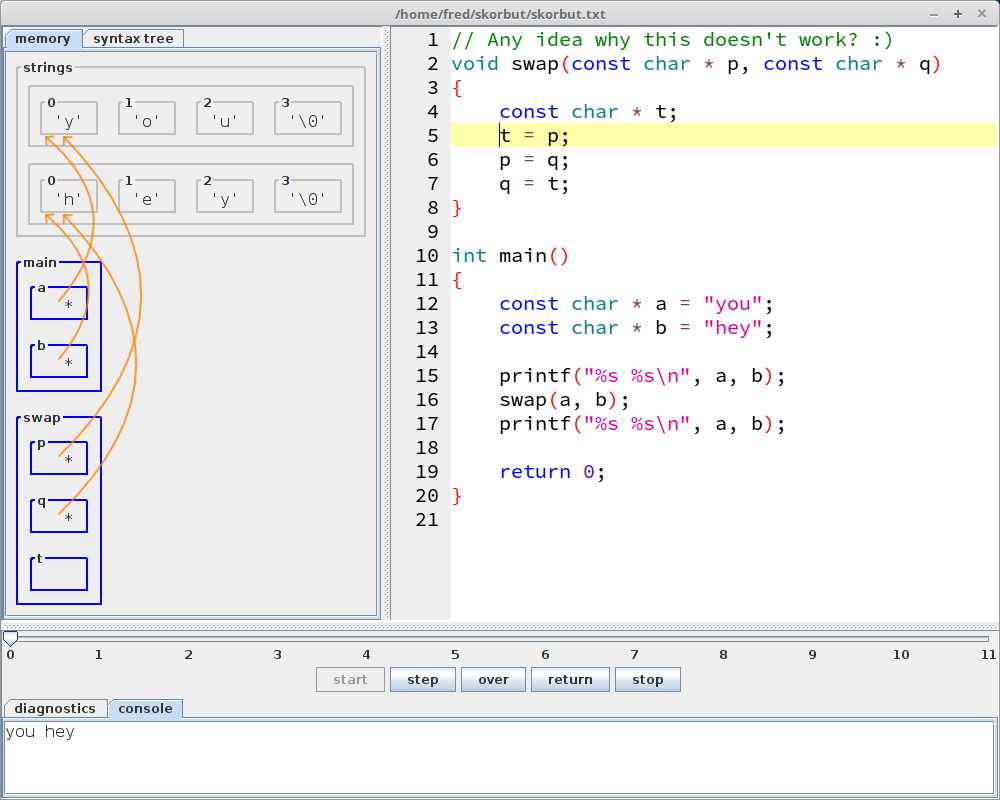 /home/fred/skorbut/skorbut.txt
memory syntax tree
strings
0 1 2 3
'y' 'o' 'u' '\0'
0 1 2 3
'h' 'e' 'y' '\0'
main
a
*
b
*
swap
p
*
q
*
t
1 // Any idea why this doesn't work? :)
2 void swap(const char * p, const char * q)
3 {
4     const char * t;
5     t = p;
6     p = q;
7     q = t;
8 }
9
10 int main()
11 {
12     const char * a = "you";
13     const char * b = "hey";
14
15     printf("%s %s\n", a, b);
16     swap(a, b);
17     printf("%s %s\n", a, b);
18
19     return 0;
20 }
21
0 1 2 3 4 5 6 7 8 9 10 11
start step over return stop
diagnostics console
you hey